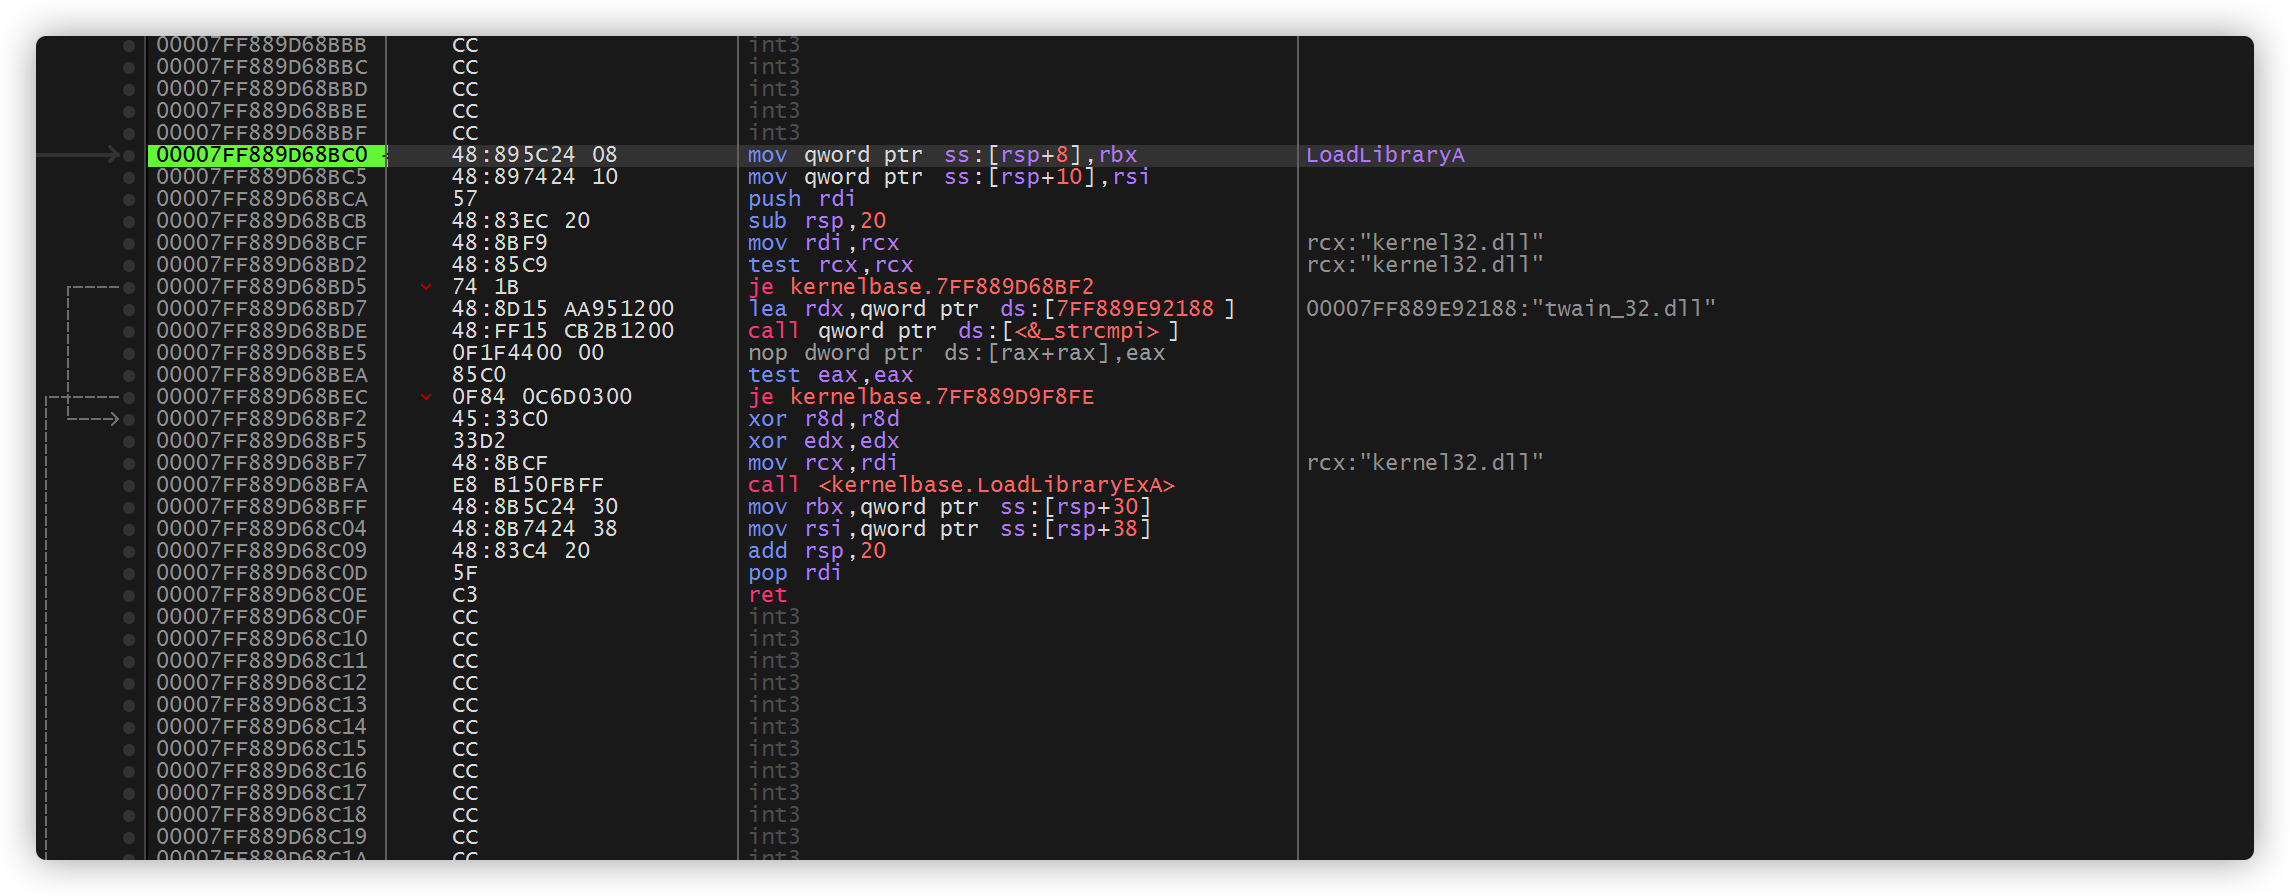 00007FF889D68BBB CC int3
00007FF889D68BBC CC int3
00007FF889D68BBD CC int3
00007FF889D68BBE CC int3
00007FF889D68BBF CC int3
00007FF889D68BC0 48:895C24 08 mov qword ptr ss:[rsp+8],rbx LoadLibraryA
00007FF889D68BC5 48:897424 10 mov qword ptr ss:[rsp+10],rsi
00007FF889D68BCA 57 push rdi
00007FF889D68BCB 48:83EC 20 sub rsp,20
00007FF889D68BCF 48:8BF9 mov rdi,rcx rcx:"kernel32.dll"
00007FF889D68BD2 48:85C9 test rcx,rcx rcx:"kernel32.dll"
00007FF889D68BD5 74 1B je kernelbase.7FF889D68BF2
00007FF889D68BD7 48:8D15 AA951200 lea rdx,qword ptr ds:[7FF889E92188] 00007FF889E92188:"twain_32.dll"
00007FF889D68BDE 48:FF15 CB2B1200 call qword ptr ds:[<&_strcmpi>]
00007FF889D68BE5 0F1F4400 00 nop dword ptr ds:[rax+rax],eax
00007FF889D68BEA 85C0 test eax,eax
00007FF889D68BEC 0F84 0C6D0300 je kernelbase.7FF889D9F8FE
00007FF889D68BF2 45:33C0 xor r8d,r8d
00007FF889D68BF5 33D2 xor edx,edx
00007FF889D68BF7 48:8BCF mov rcx,rdi rcx:"kernel32.dll"
00007FF889D68BFA E8 B150FBFF call <kernelbase.LoadLibraryExA>
00007FF889D68BFF 48:8B5C24 30 mov rbx,qword ptr ss:[rsp+30]
00007FF889D68C04 48:8B7424 38 mov rsi,qword ptr ss:[rsp+38]
00007FF889D68C09 48:83C4 20 add rsp,20
00007FF889D68C0D 5F pop rdi
00007FF889D68C0E C3 ret
00007FF889D68C0F CC int3
00007FF889D68C10 CC int3
00007FF889D68C11 CC int3
00007FF889D68C12 CC int3
00007FF889D68C13 CC int3
00007FF889D68C14 CC int3
00007FF889D68C15 CC int3
00007FF889D68C16 CC int3
00007FF889D68C17 CC int3
00007FF889D68C18 CC int3
00007FF889D68C19 CC int3
00007FF889D68C1A CC int3